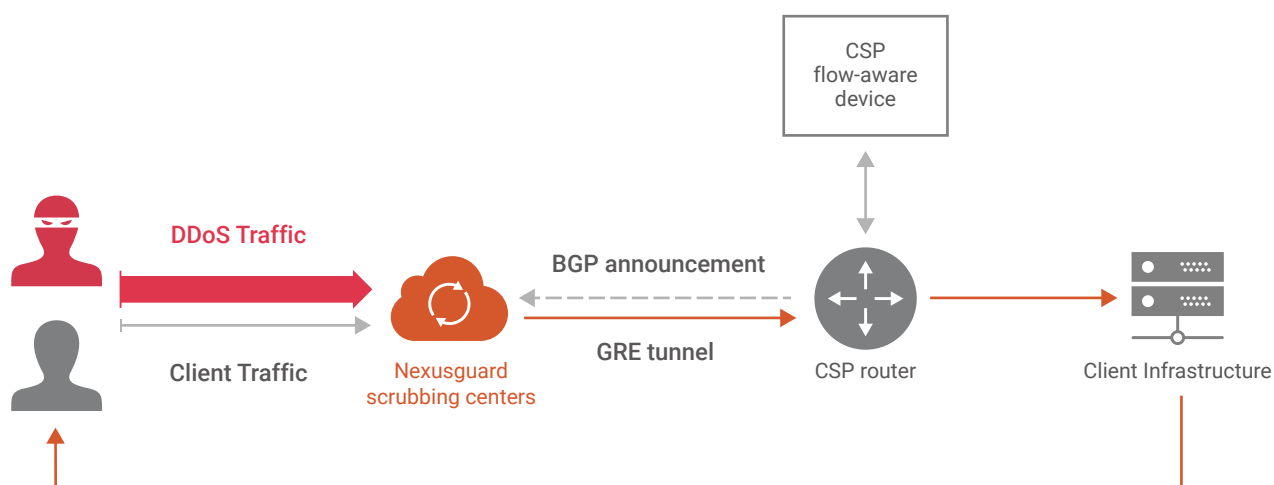 CSP
flow-aware
device
DDoS Traffic
BGP announcement
Client Traffic
GRE tunnel
Nexusguard
scrubbing centers
CSP router
Client Infrastructure